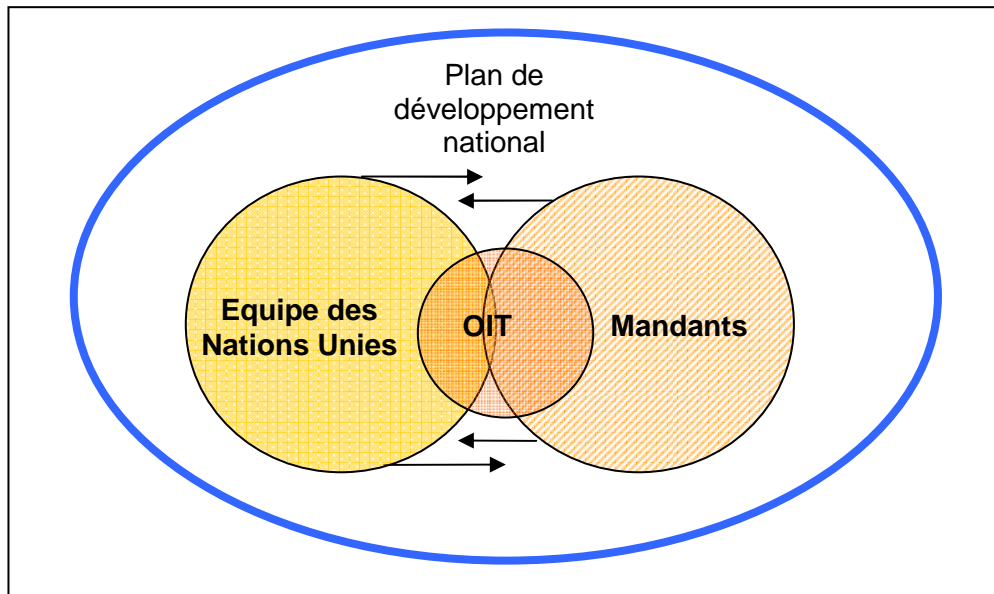 Plan de
développement
national
Equipe des
Nations Unies
OIT
Mandants